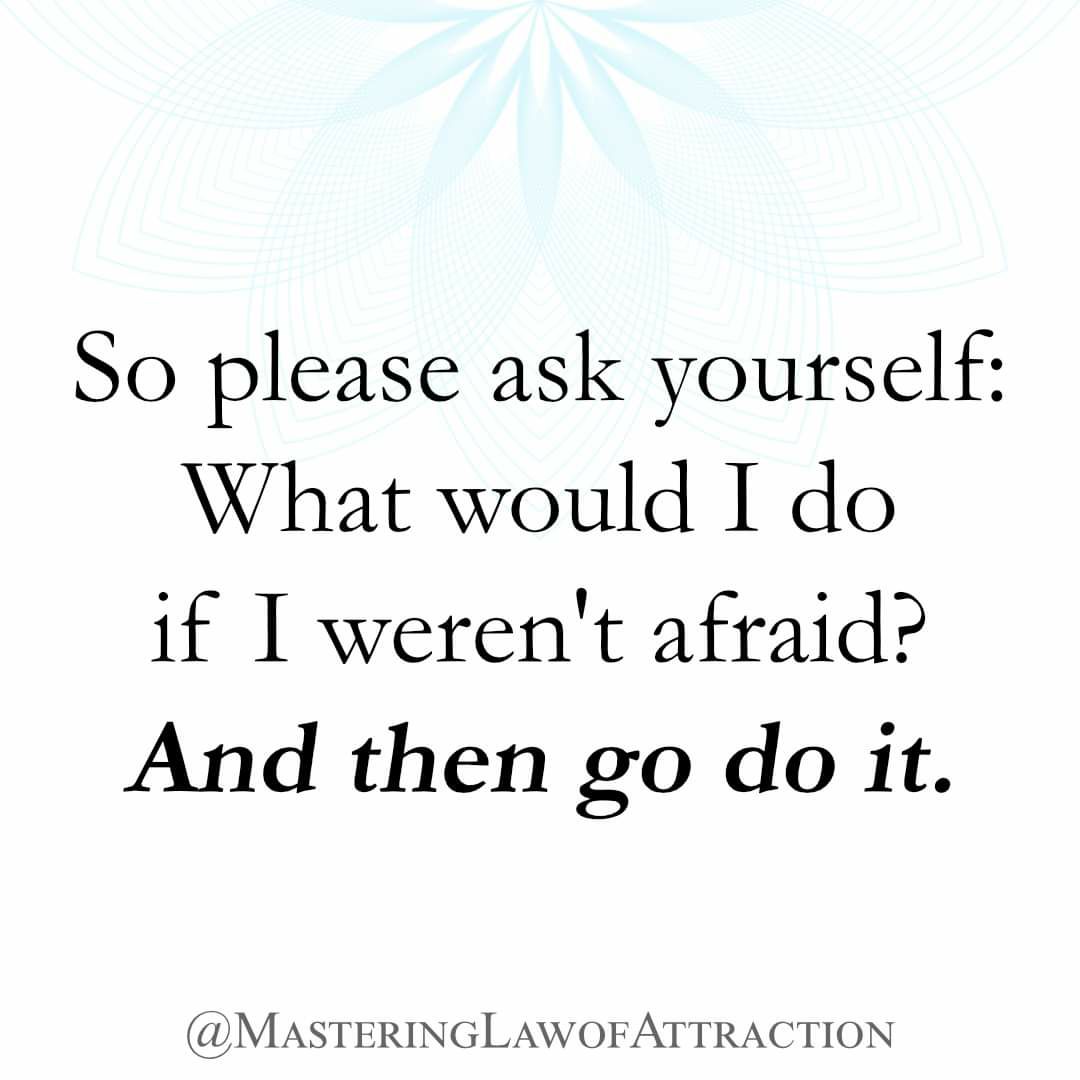 So please ask yourself:
What would I do
if I weren't afraid?
And then go do it.
@MasteringLawofAttraction